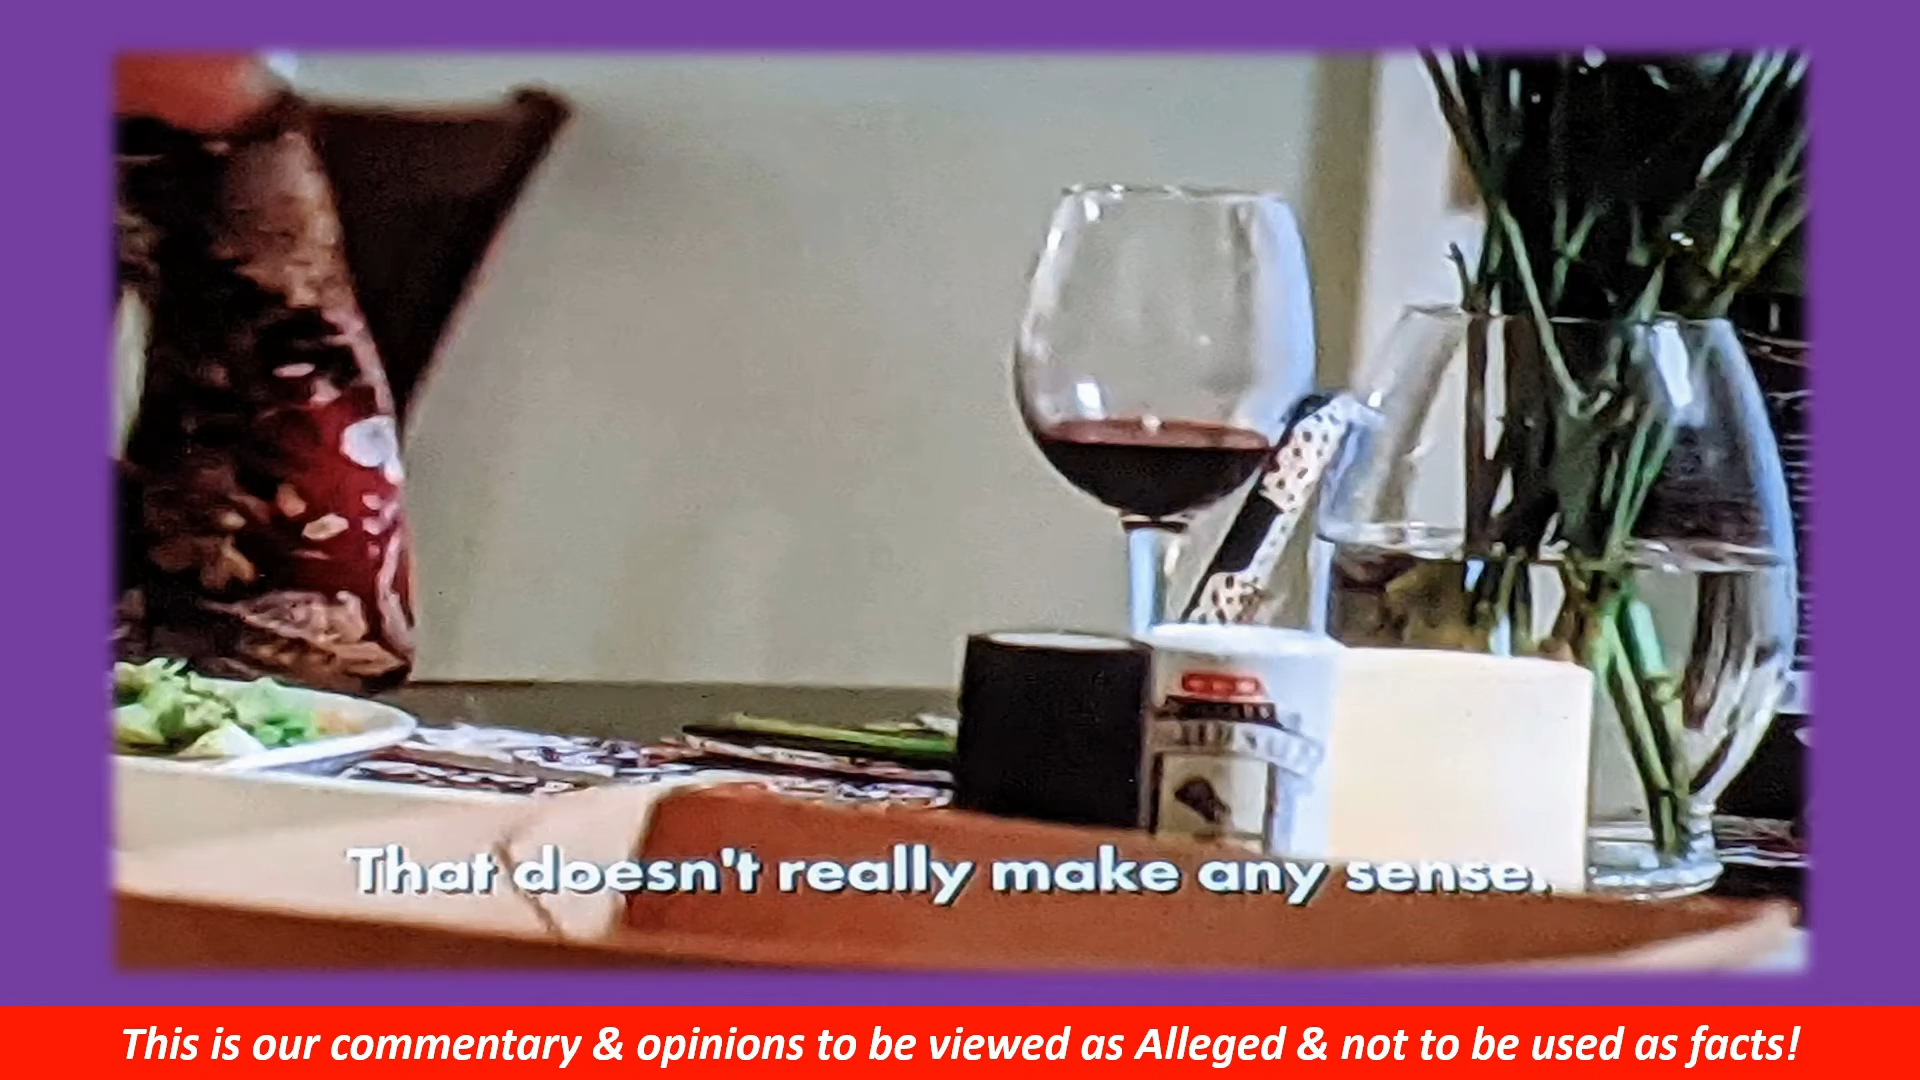 That doesn't really make any sense.
This is our commentary & opinions to be viewed as Alleged & not to be used as facts!